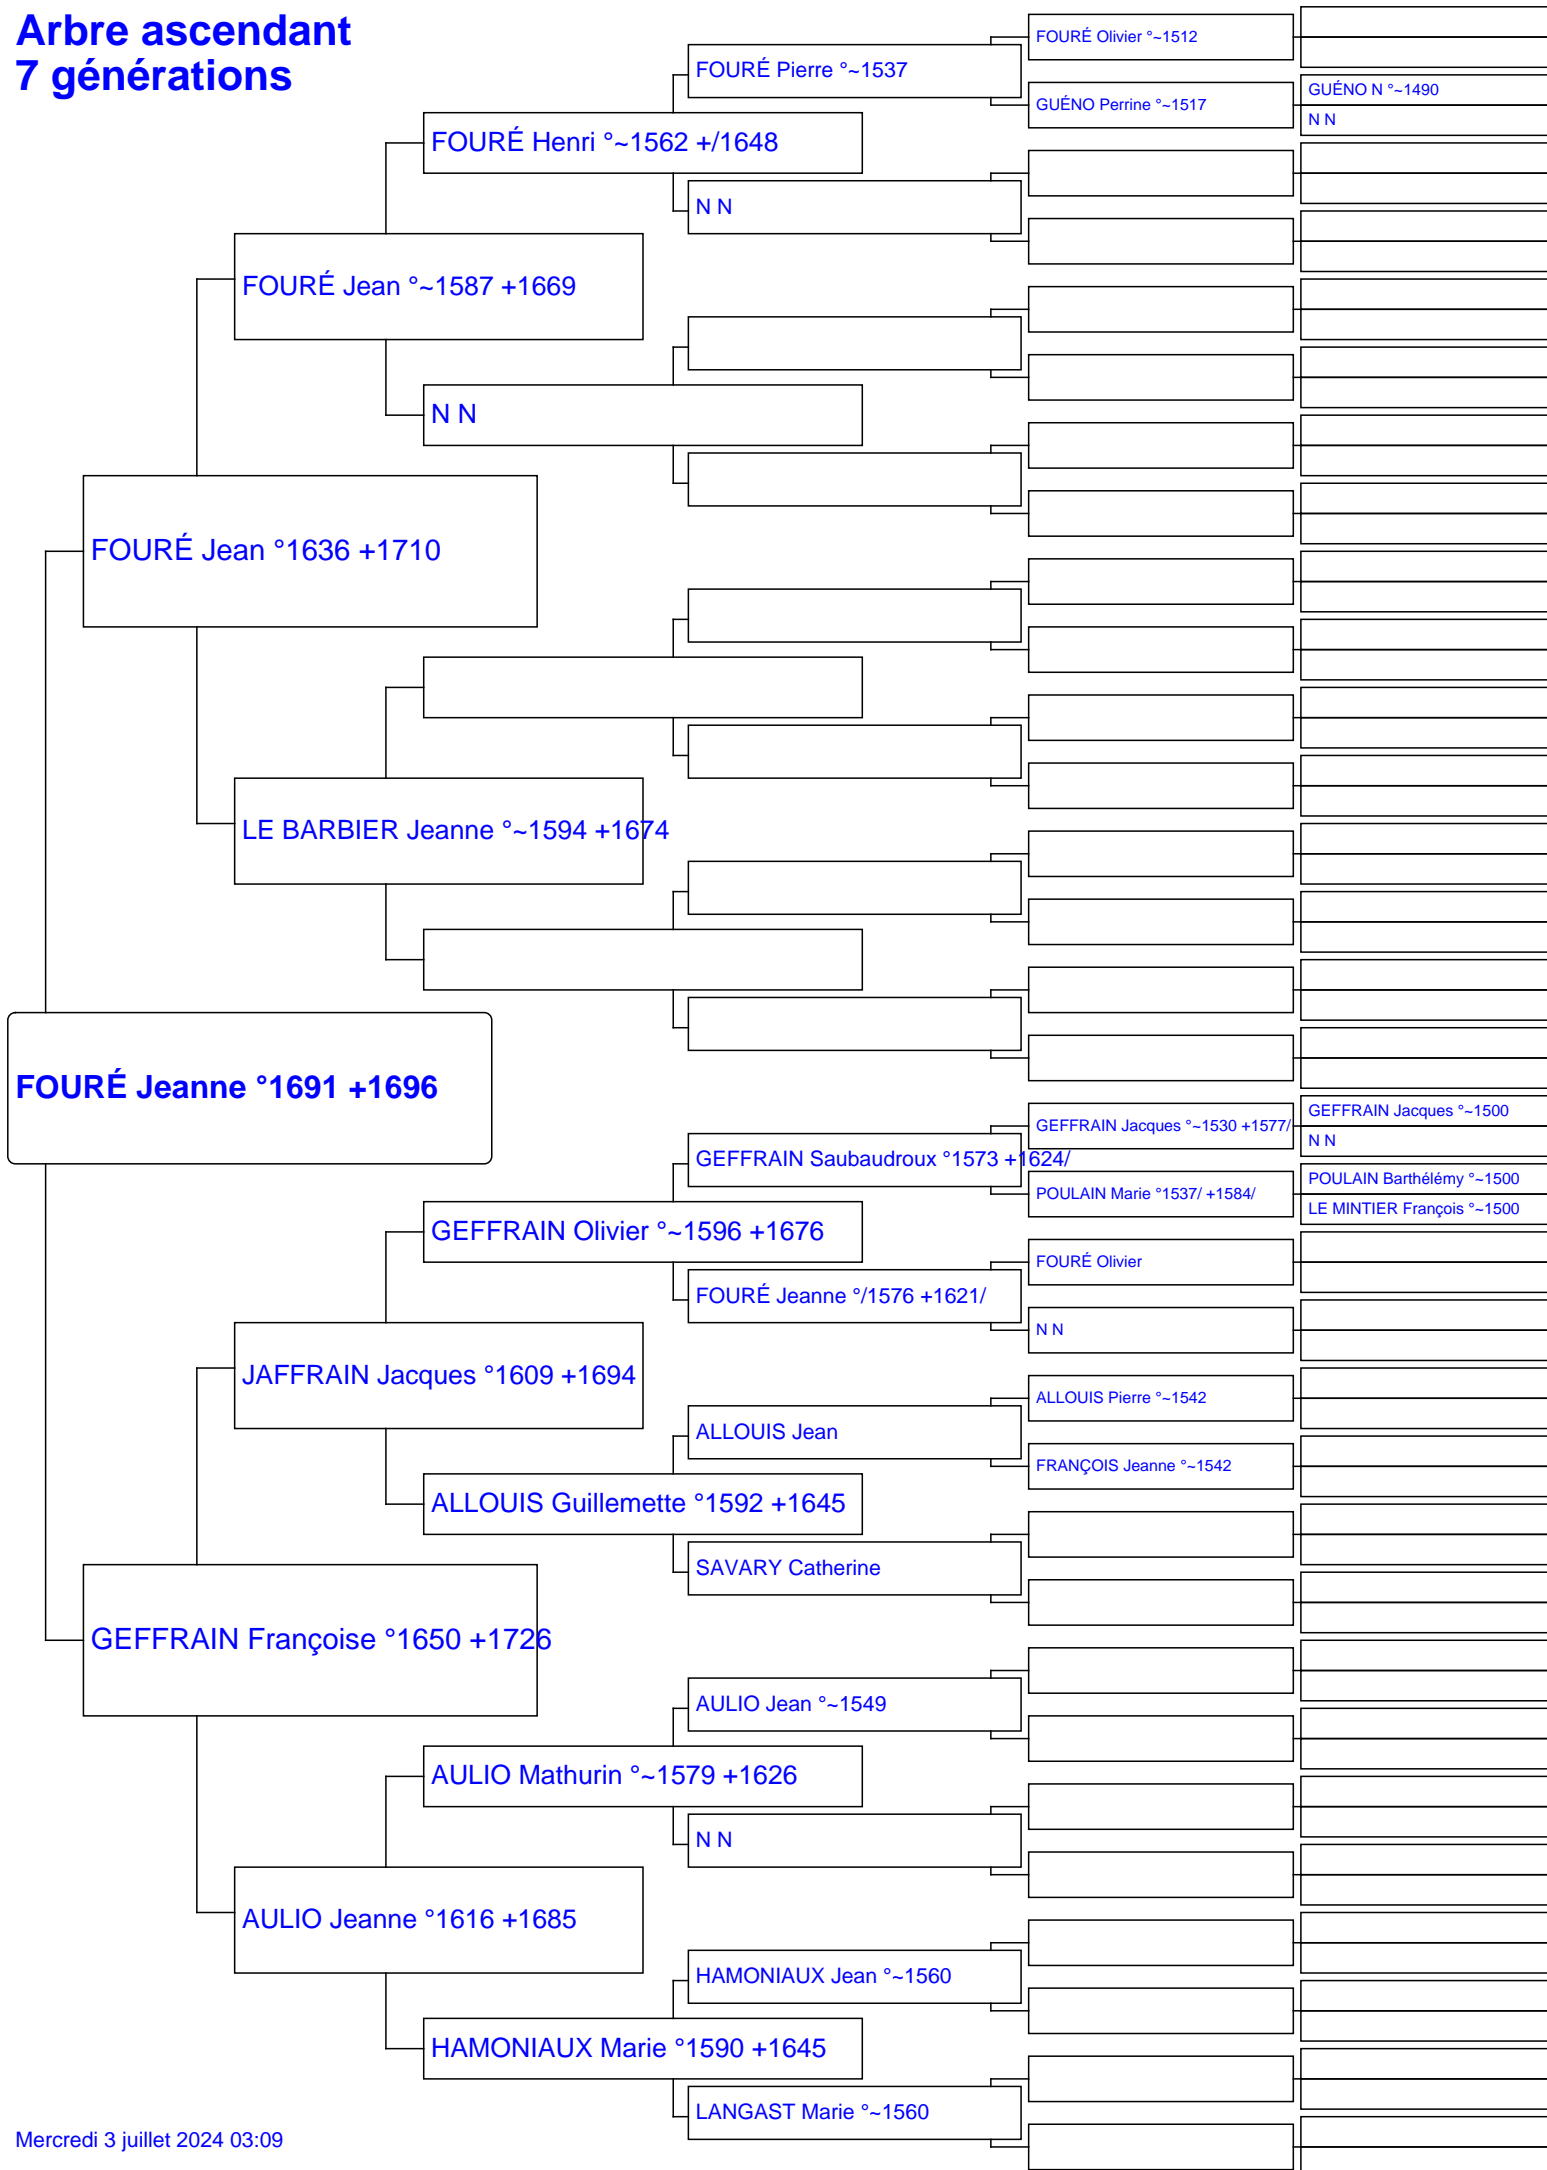 Arbre ascendant
7 générations
FOURÉ Olivier °~1512
FOURÉ Pierre °~1537
GUÉNO N °~1490
GUÉNO Perrine °~1517
N N
FOURÉ Henri °~1562 +/1648
N N
FOURÉ Jean °~1587 +1669
N N
FOURÉ Jean °1636 +1710
LE BARBIER Jeanne °~1594 +1674
FOURÉ Jeanne °1691 +1696
GEFFRAIN Jacques °~1500
GEFFRAIN Jacques °~1530 +1577/
N N
GEFFRAIN Saubaudroux °1573 +1624/
POULAIN Barthélémy °~1500
POULAIN Marie °1537/ +1584/
LE MINTIER François °~1500
GEFFRAIN Olivier °~1596 +1676
FOURÉ Olivier
FOURÉ Jeanne °/1576 +1621/
N N
JAFFRAIN Jacques °1609 +1694
ALLOUIS Pierre °~1542
ALLOUIS Jean
FRANÇOIS Jeanne °~1542
ALLOUIS Guillemette °1592 +1645
SAVARY Catherine
GEFFRAIN Françoise °1650 +1726
AULIO Jean °~1549
AULIO Mathurin °~1579 +1626
N N
AULIO Jeanne °1616 +1685
HAMONIAUX Jean °~1560
HAMONIAUX Marie °1590 +1645
LANGAST Marie °~1560
Mercredi 3 juillet 2024 03:09